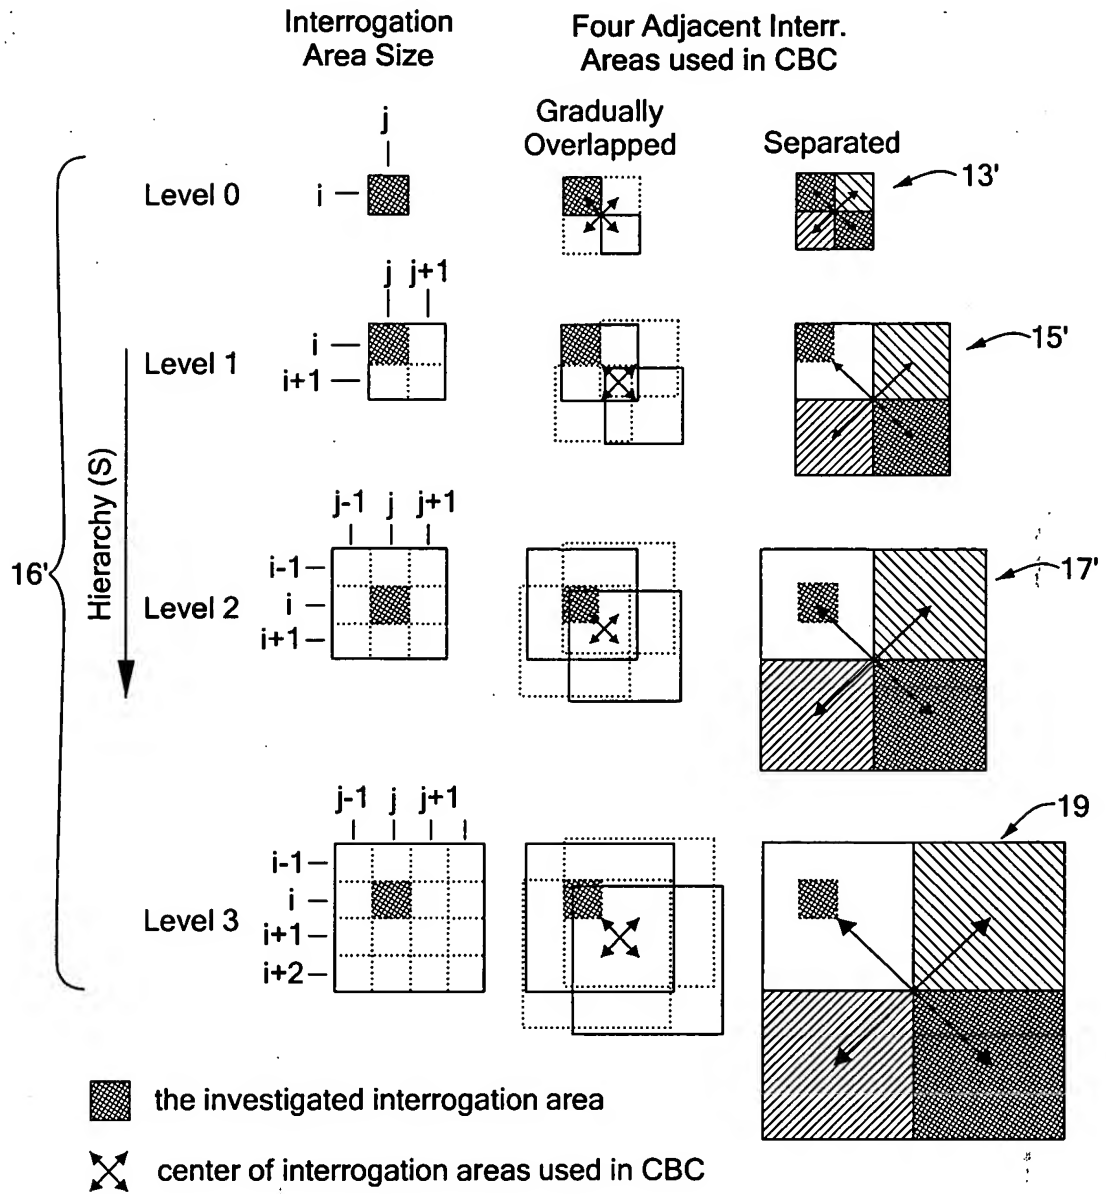 Interrogation
Area Size
Four Adjacent Interr.
Areas used in CBC
Gradually
Overlapped
Separated
j
Level 0
i
13'
j j+1
Level 1
i
i+1
15'
Hierarchy (S)
16'
j-1 j j+1
Level 2
i-1
i
i+1
17'
j-1 j j+1
Level 3
i-1
i
i+1
i+2
19
the investigated interrogation area
center of interrogation areas used in CBC